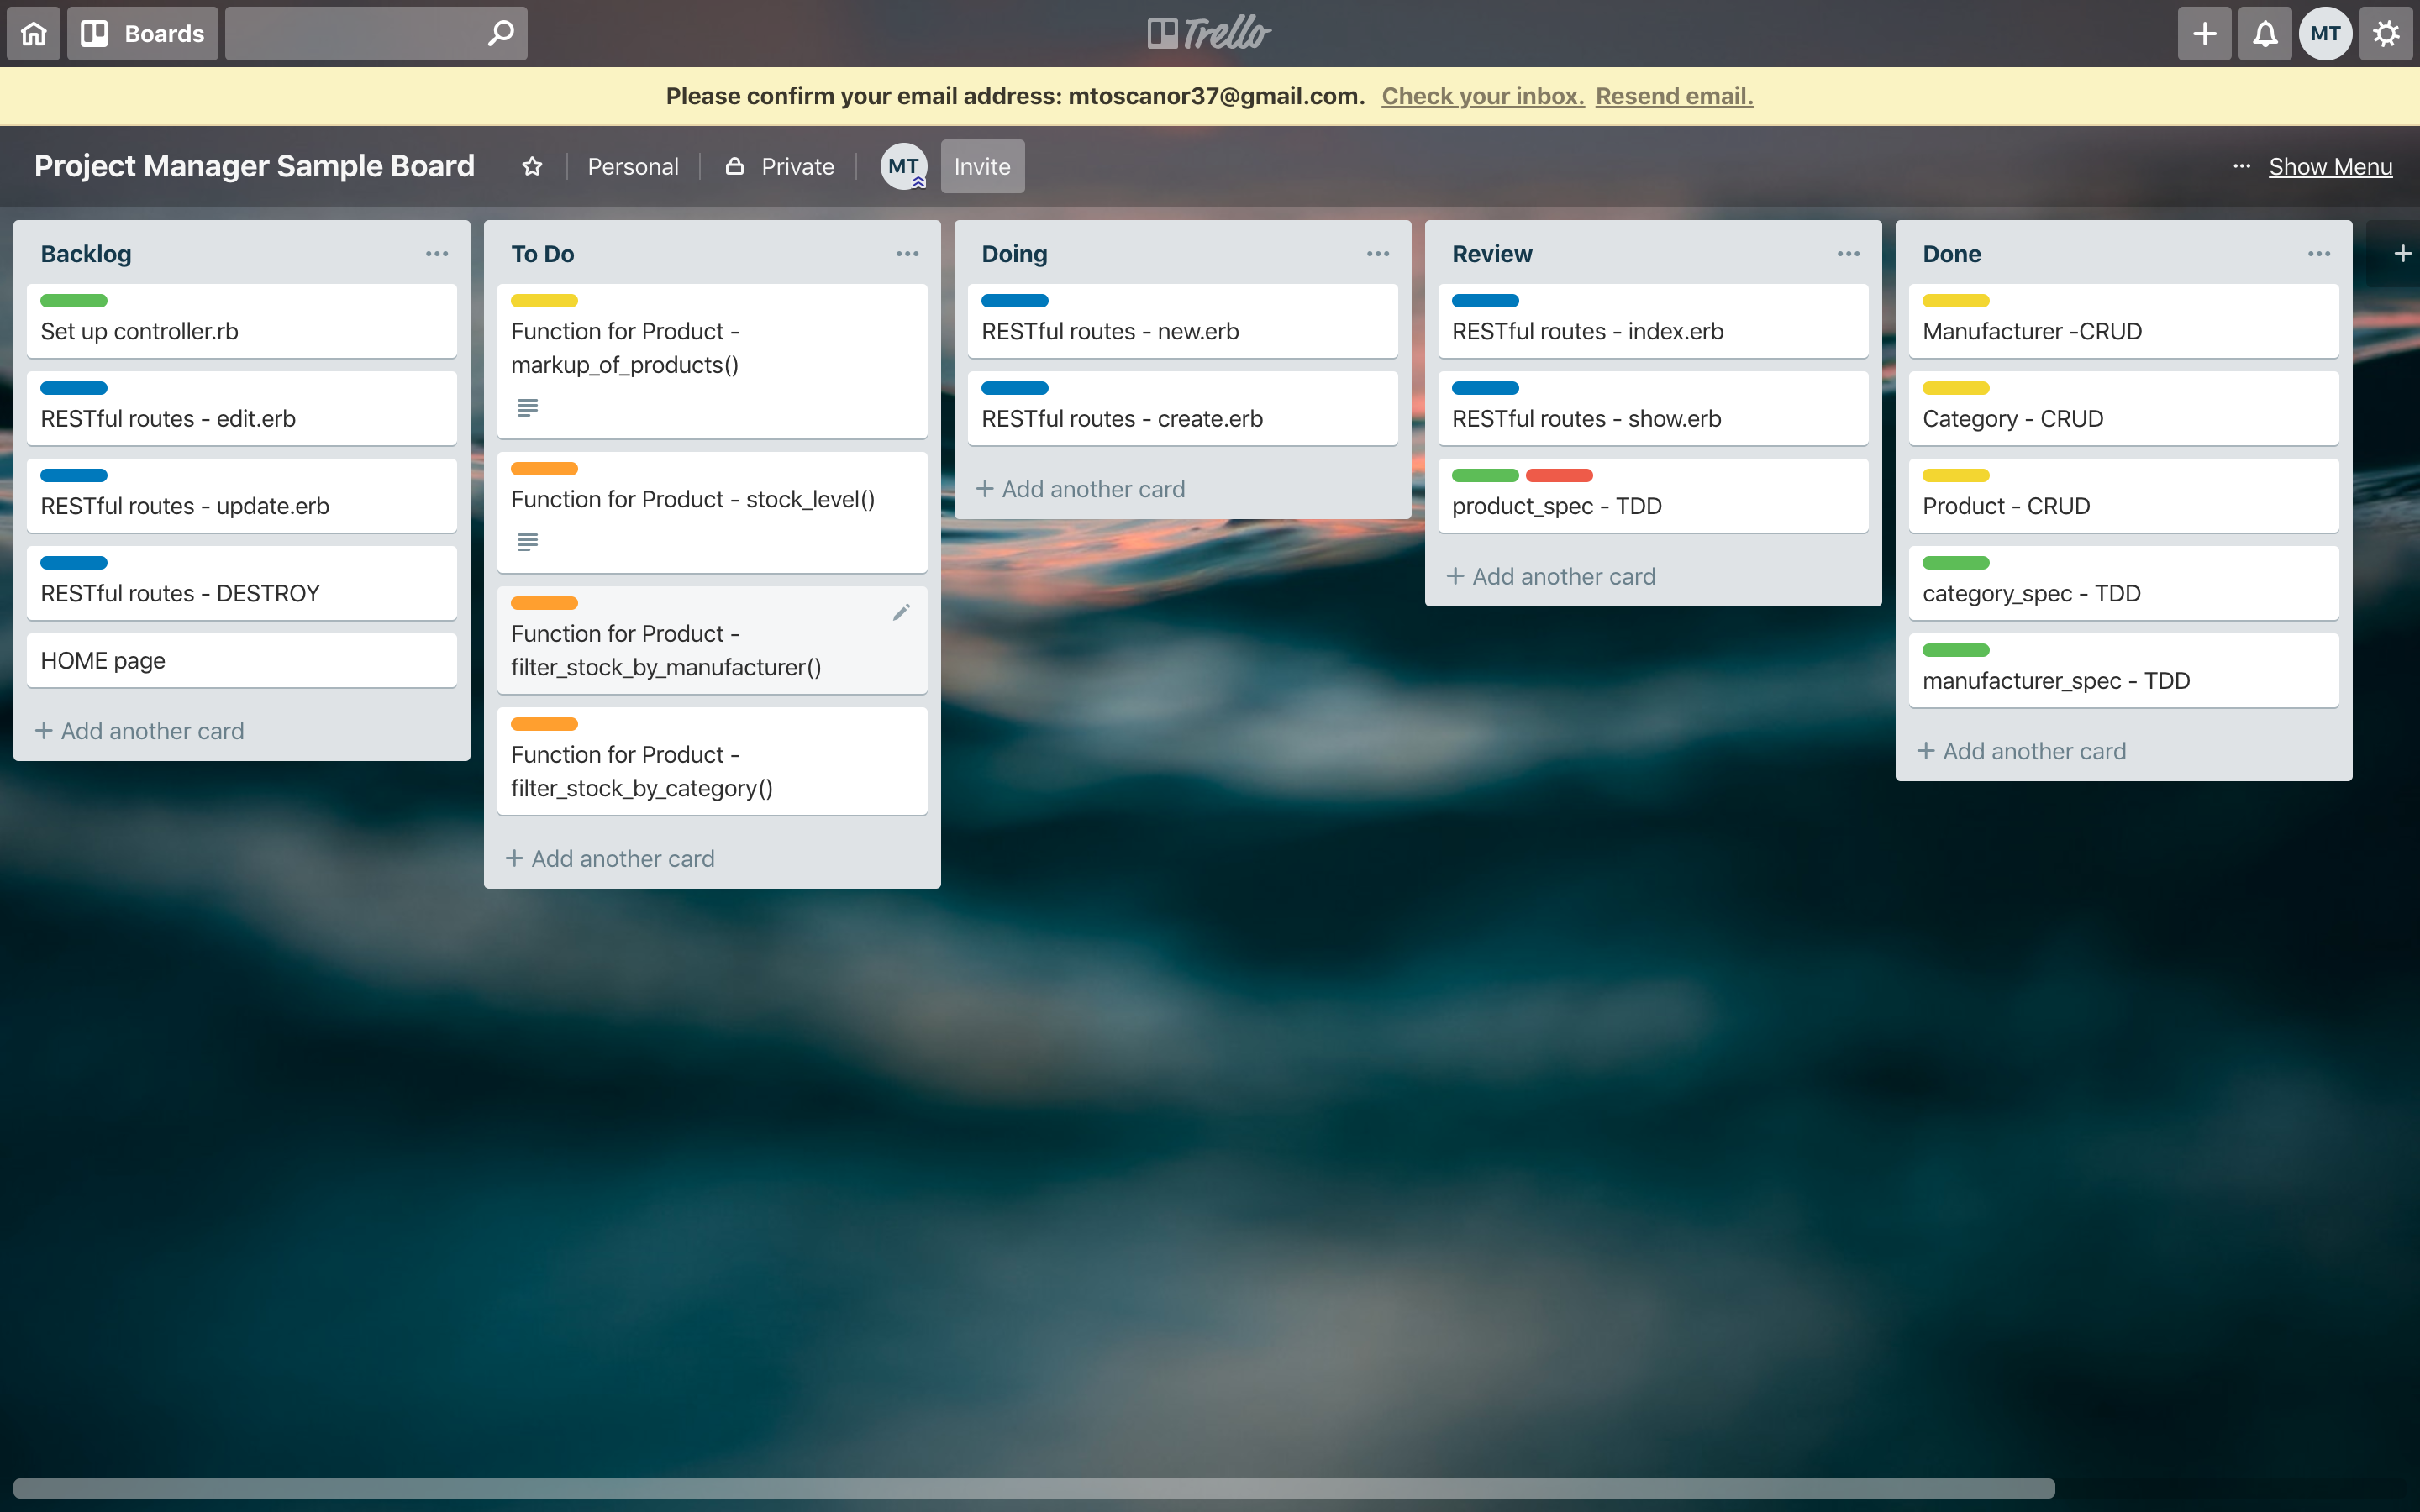 Boards
Trello
MT
Please confirm your email address: mtoscanor37@gmail.com. Check your inbox. Resend email.
Project Manager Sample Board
Personal
Private
MT
Invite
... Show Menu
Backlog
Set up controller.rb
RESTful routes - edit.erb
RESTful routes - update.erb
RESTful routes - DESTROY
HOME page
+ Add another card
To Do
Function for Product -
markup_of_products()
Function for Product - stock_level()
Function for Product -
filter_stock_by_manufacturer()
Function for Product -
filter_stock_by_category()
+ Add another card
Doing
RESTful routes - new.erb
RESTful routes - create.erb
+ Add another card
Review
RESTful routes - index.erb
RESTful routes - show.erb
product_spec - TDD
+ Add another card
Done
Manufacturer -CRUD
Category - CRUD
Product - CRUD
category_spec - TDD
manufacturer_spec - TDD
+ Add another card